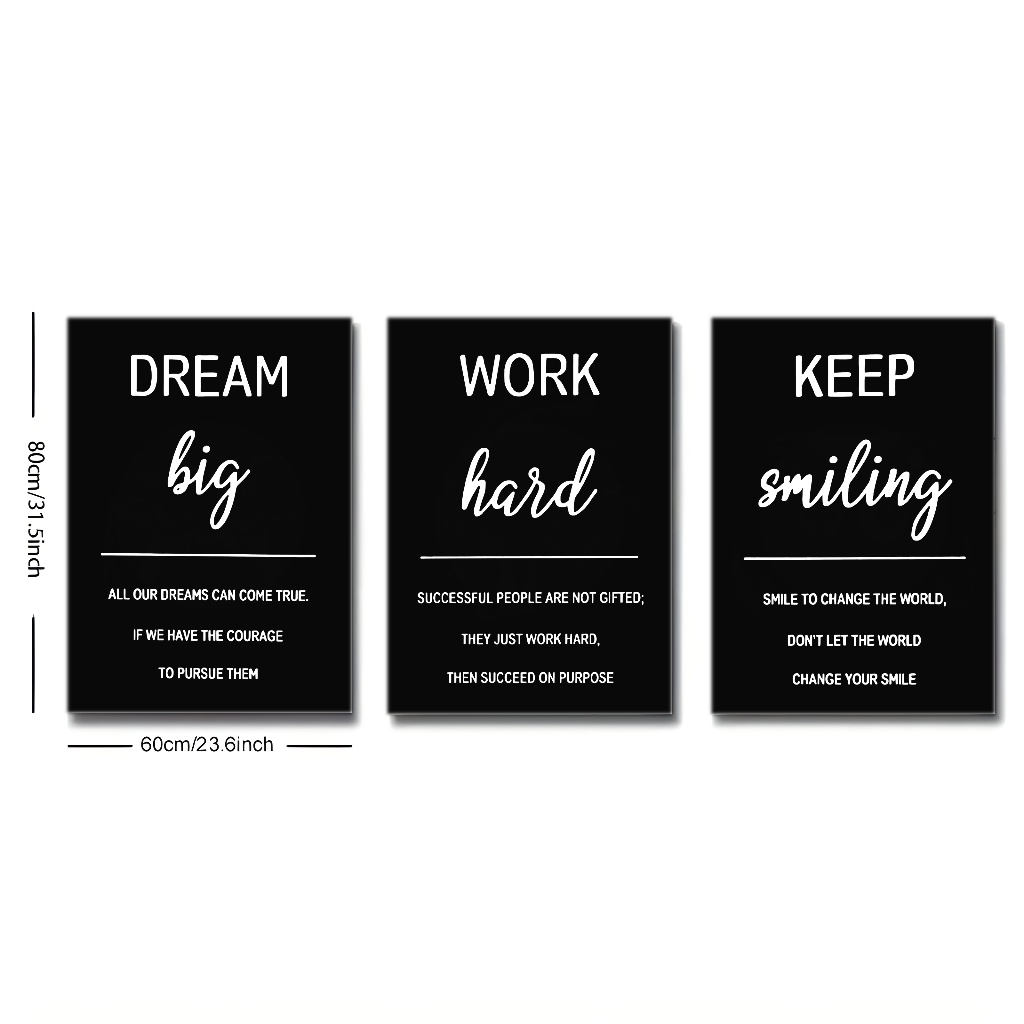 DREAM
big
ALL OUR DREAMS CAN COME TRUE.
IF WE HAVE THE COURAGE
TO PURSUE THEM
WORK
hard
SUCCESSFUL PEOPLE ARE NOT GIFTED;
THEY JUST WORK HARD,
THEN SUCCEED ON PURPOSE
KEEP
smiling
SMILE TO CHANGE THE WORLD,
DON'T LET THE WORLD
CHANGE YOUR SMILE
80cm/31.5inch
60cm/23.6inch